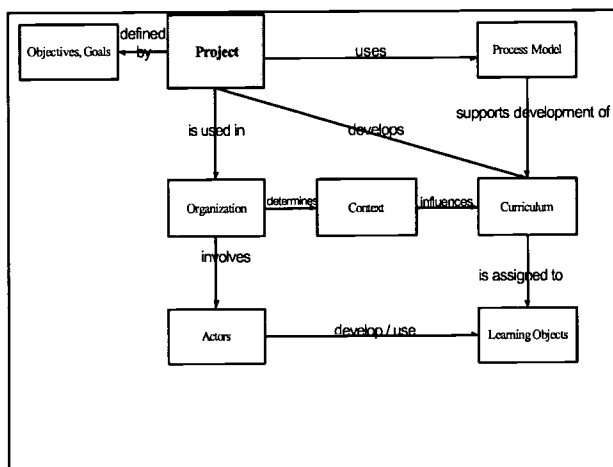 defined
by
Objectives, Goals
Project
uses
Process Model
is used in
develops
supports development of
Organization
determines
Context
influences
Curriculum
involves
is assigned to
Actors
develop / use
Learning Objects